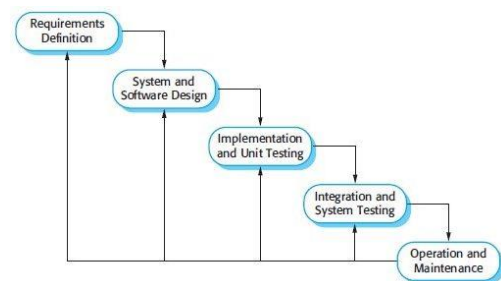 Requirements
Definition
System and
Software Design
Implementation
and Unit Testing
Integration and
System Testing
Operation and
Maintenance